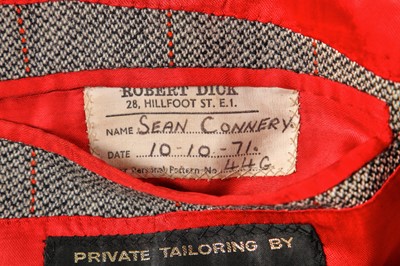 ROBERT DICK
28, HILLFOOT ST. E.1.
NAME SEAN CONNERY.
DATE 10-10-71.
Personal Pattern No 44G
PRIVATE TAILORING BY